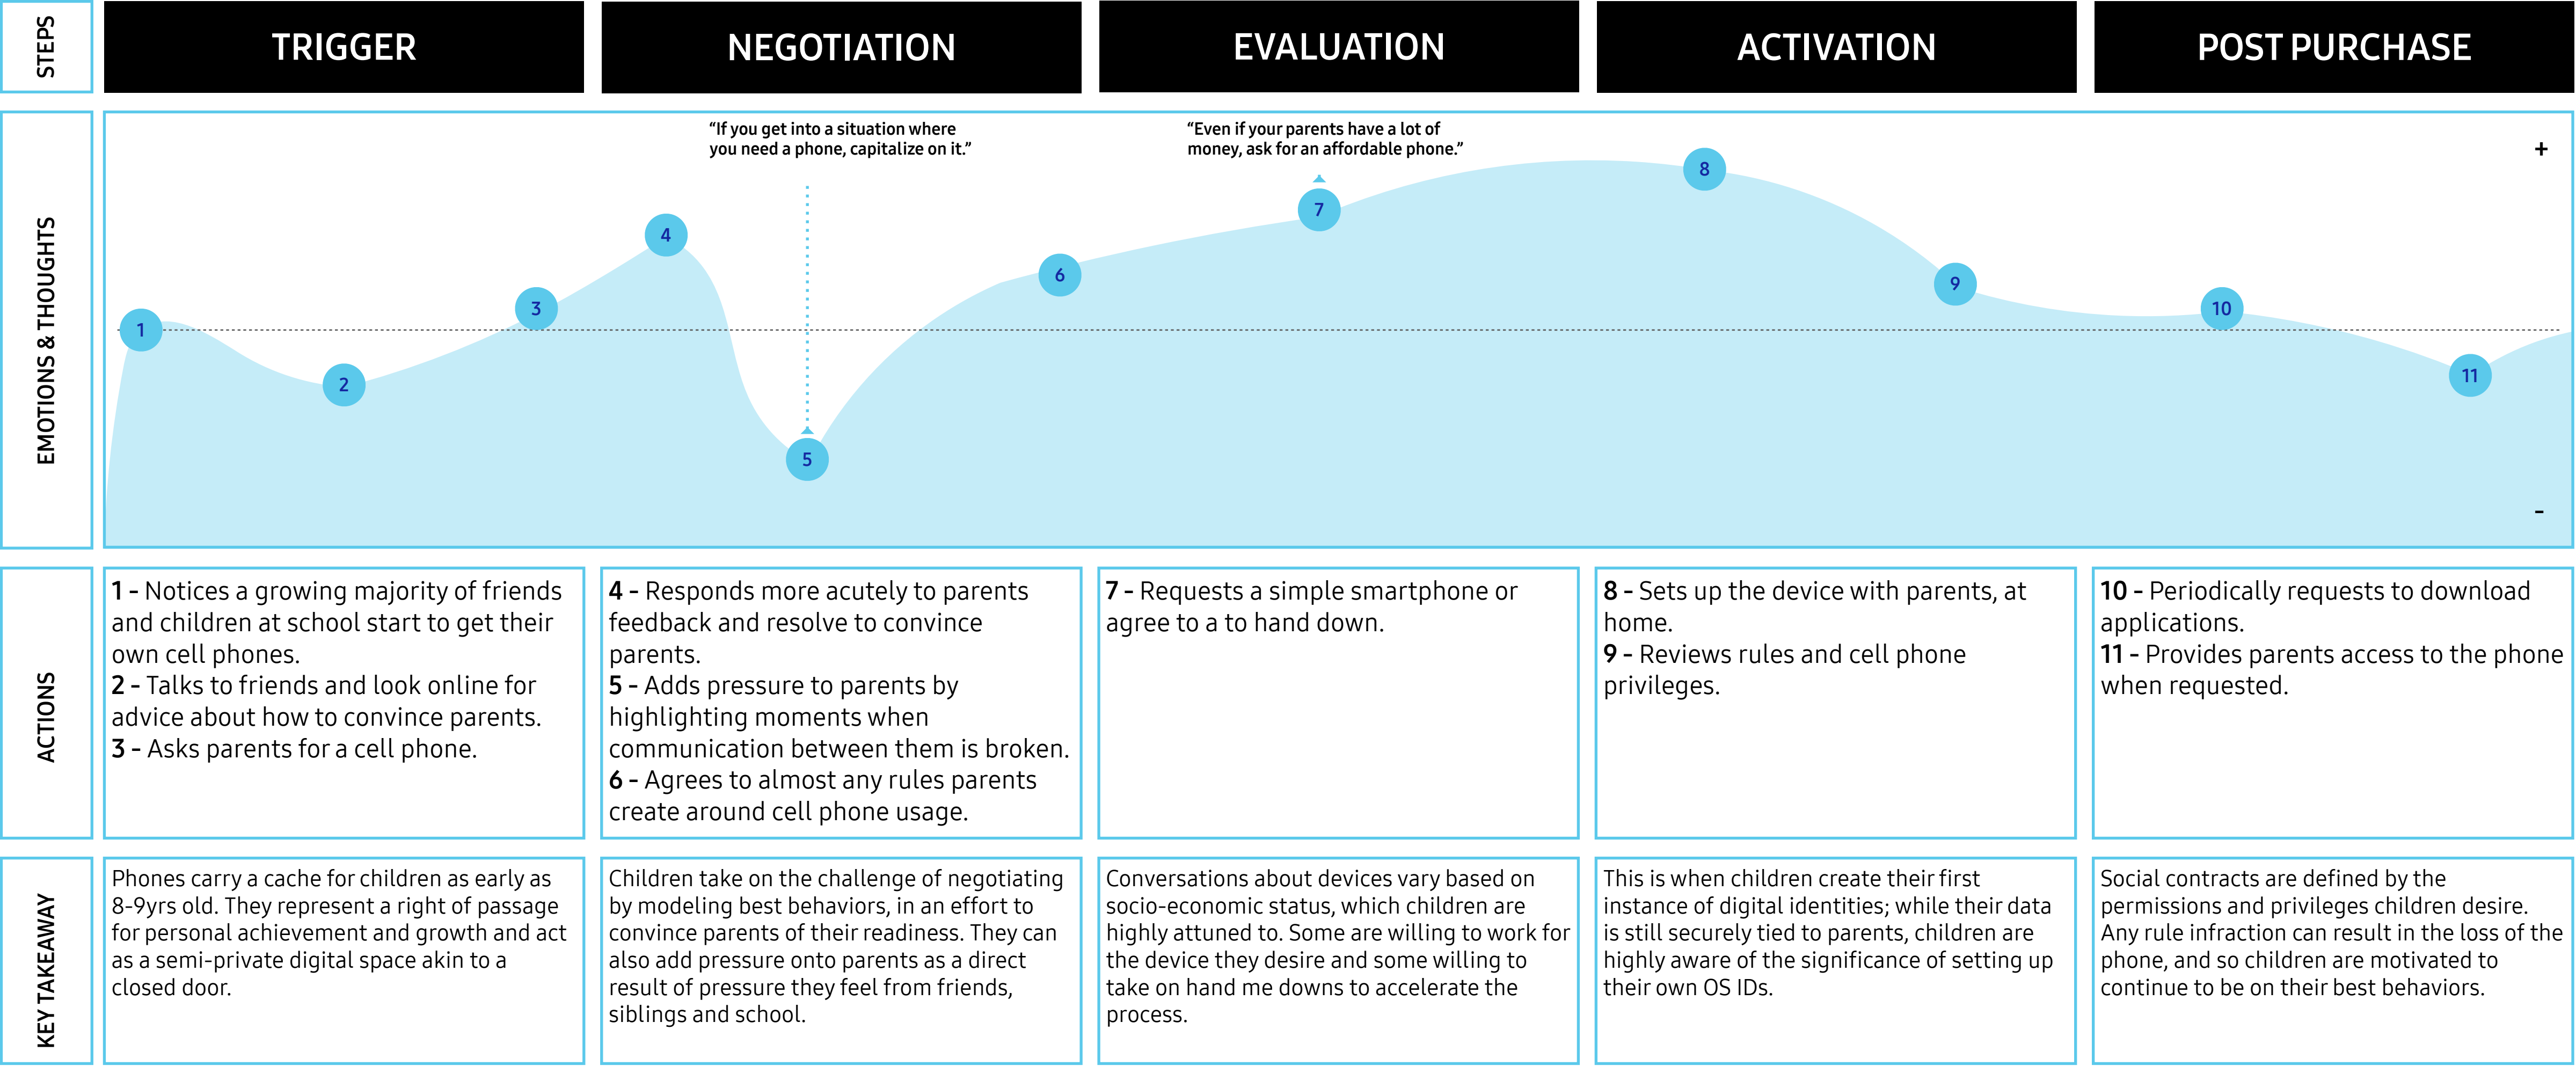 STEPS
TRIGGER
NEGOTIATION
EVALUATION
ACTIVATION
POST PURCHASE
EMOTIONS & THOUGHTS
“If you get into a situation where
you need a phone, capitalize on it.”
“Even if your parents have a lot of
money, ask for an affordable phone.”
+
-
1
2
3
4
5
6
7
8
9
10
11
ACTIONS
1 - Notices a growing majority of friends
and children at school start to get their
own cell phones.
2 - Talks to friends and look online for
advice about how to convince parents.
3 - Asks parents for a cell phone.
4 - Responds more acutely to parents
feedback and resolve to convince
parents.
5 - Adds pressure to parents by
highlighting moments when
communication between them is broken.
6 - Agrees to almost any rules parents
create around cell phone usage.
7 - Requests a simple smartphone or
agree to a to hand down.
8 - Sets up the device with parents, at
home.
9 - Reviews rules and cell phone
privileges.
10 - Periodically requests to download
applications.
11 - Provides parents access to the phone
when requested.
KEY TAKEAWAY
Phones carry a cache for children as early as
8-9yrs old. They represent a right of passage
for personal achievement and growth and act
as a semi-private digital space akin to a
closed door.
Children take on the challenge of negotiating
by modeling best behaviors, in an effort to
convince parents of their readiness. They can
also add pressure onto parents as a direct
result of pressure they feel from friends,
siblings and school.
Conversations about devices vary based on
socio-economic status, which children are
highly attuned to. Some are willing to work for
the device they desire and some willing to
take on hand me downs to accelerate the
process.
This is when children create their first
instance of digital identities; while their data
is still securely tied to parents, children are
highly aware of the significance of setting up
their own OS IDs.
Social contracts are defined by the
permissions and privileges children desire.
Any rule infraction can result in the loss of the
phone, and so children are motivated to
continue to be on their best behaviors.